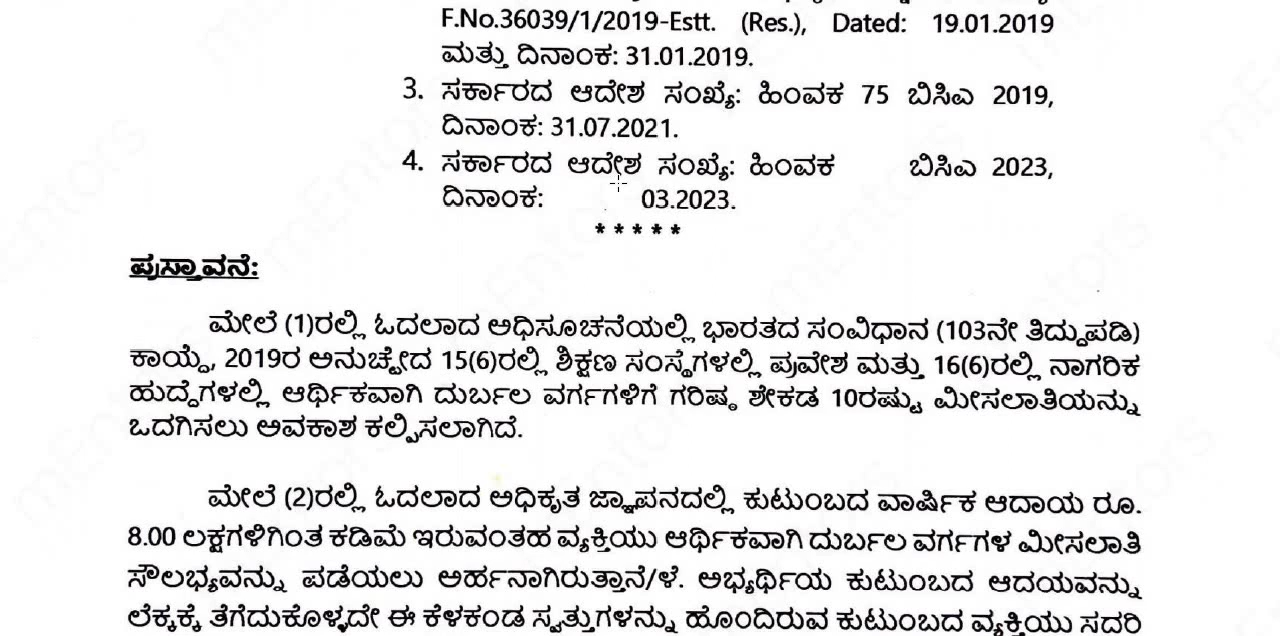 F.No.36039/1/2019-Estt. (Res.), Dated: 19.01.2019
ಮತ್ತು ದಿನಾಂಕ: 31.01.2019.
3. ಸರ್ಕಾರದ ಆದೇಶ ಸಂಖ್ಯೆ: ಹಿಂವಕ 75 ಬಿಸಿಎ 2019,
ದಿನಾಂಕ: 31.07.2021.
4. ಸರ್ಕಾರದ ಆದೇಶ ಸಂಖ್ಯೆ: ಹಿಂವಕ ಬಿಸಿಎ 2023,
ದಿನಾಂಕ: 03.2023.
*****
ಪ್ರಸ್ತಾವನೆ:
ಮೇಲೆ (1)ರಲ್ಲಿ ಓದಲಾದ ಅಧಿಸೂಚನೆಯಲ್ಲಿ ಭಾರತದ ಸಂವಿಧಾನ (103ನೇ ತಿದ್ದುಪಡಿ)
ಕಾಯ್ದೆ, 2019ರ ಅನುಚ್ಛೇದ 15(6)ರಲ್ಲಿ ಶಿಕ್ಷಣ ಸಂಸ್ಥೆಗಳಲ್ಲಿ ಪ್ರವೇಶ ಮತ್ತು 16(6)ರಲ್ಲಿ ನಾಗರಿಕ
ಹುದ್ದೆಗಳಲ್ಲಿ ಆರ್ಥಿಕವಾಗಿ ದುರ್ಬಲ ವರ್ಗಗಳಿಗೆ ಗರಿಷ್ಠ ಶೇಕಡ 10ರಷ್ಟು ಮೀಸಲಾತಿಯನ್ನು
ಒದಗಿಸಲು ಅವಕಾಶ ಕಲ್ಪಿಸಲಾಗಿದೆ.
ಮೇಲೆ (2)ರಲ್ಲಿ ಓದಲಾದ ಅಧಿಕೃತ ಜ್ಞಾಪನದಲ್ಲಿ ಕುಟುಂಬದ ವಾರ್ಷಿಕ ಆದಾಯ ರೂ.
8.00 ಲಕ್ಷಗಳಿಗಿಂತ ಕಡಿಮೆ ಇರುವಂತಹ ವ್ಯಕ್ತಿಯು ಆರ್ಥಿಕವಾಗಿ ದುರ್ಬಲ ವರ್ಗಗಳ ಮೀಸಲಾತಿ
ಸೌಲಭ್ಯವನ್ನು ಪಡೆಯಲು ಅರ್ಹನಾಗಿರುತ್ತಾನೆ/ಳೆ. ಅಭ್ಯರ್ಥಿಯ ಕುಟುಂಬದ ಆದಯವನ್ನು
ಲೆಕ್ಕಕ್ಕೆ ತೆಗೆದುಕೊಳ್ಳದೇ ಈ ಕೆಳಕಂಡ ಸ್ವತ್ತುಗಳನ್ನು ಹೊಂದಿರುವ ಕುಟುಂಬದ ವ್ಯಕ್ತಿಯು ಸದರಿ